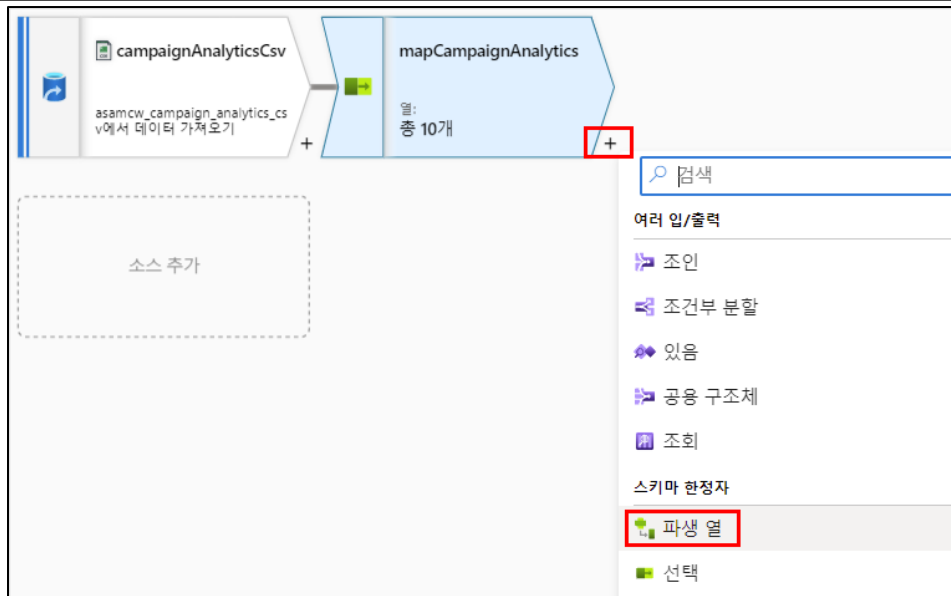 campaignAnalyticsCsv
asamcw_campaign_analytics_cs
v에서 데이터 가져오기
+
mapCampaignAnalytics
열:
총 10개
+
검색
여러 입/출력
조인
조건부 분할
있음
공용 구조체
조회
스키마 한정자
파생 열
선택
소스 추가